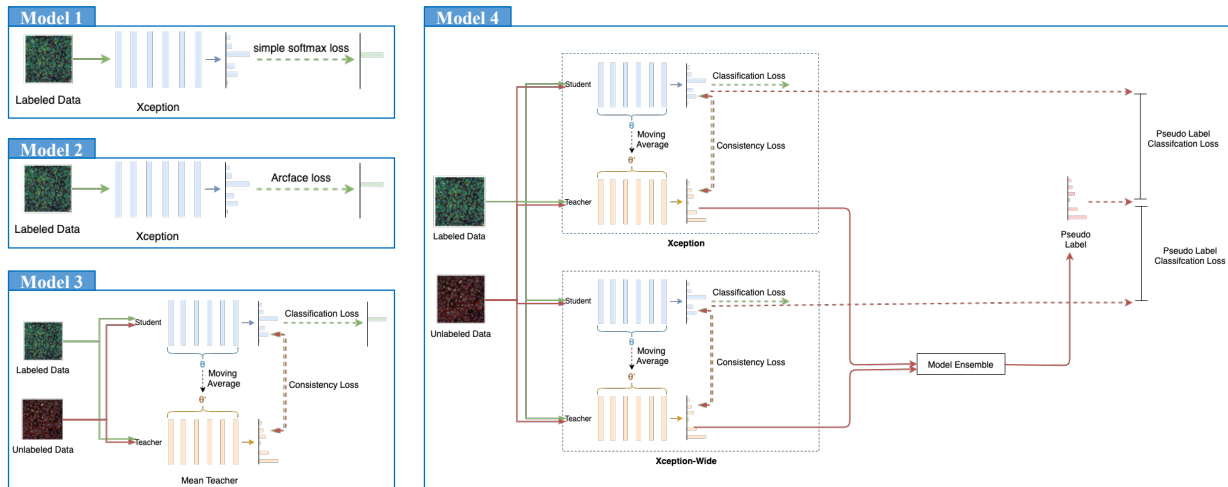 Model 1
simple softmax loss
Labeled Data
Xception
Model 2
Arcface loss
Labeled Data
Xception
Model 3
Student
Classification Loss
Labeled Data
θ
Moving
Average
θ'
Consistency Loss
Unlabeled Data
Teacher
Mean Teacher
Model 4
Student
Classification Loss
θ
Moving
Average
θ'
Consistency Loss
Labeled Data
Teacher
Xception
Pseudo Label
Classifcation Loss
Pseudo
Label
Pseudo Label
Classifcation Loss
Unlabeled Data
Student
Classification Loss
θ
Moving
Average
θ'
Consistency Loss
Model Ensemble
Teacher
Xception-Wide